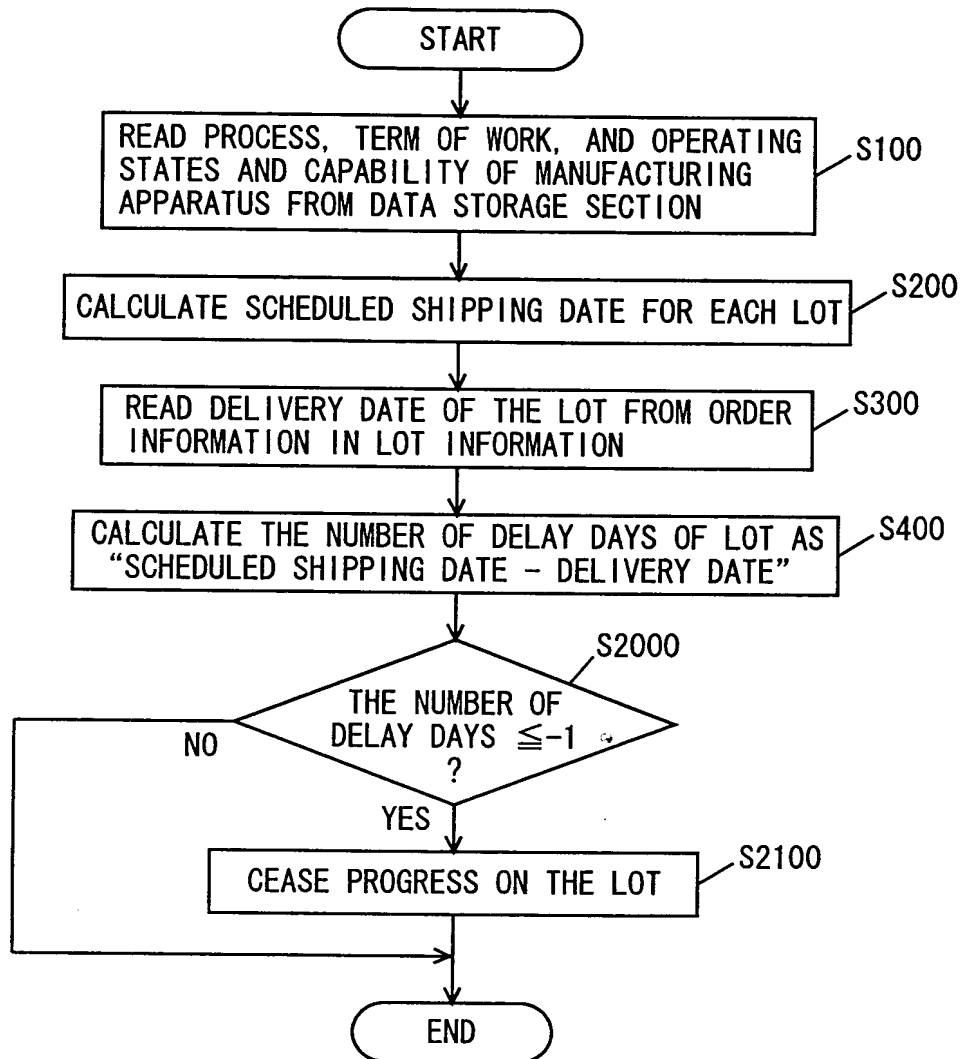 START
READ PROCESS, TERM OF WORK, AND OPERATING
STATES AND CAPABILITY OF MANUFACTURING
APPARATUS FROM DATA STORAGE SECTION
S100
CALCULATE SCHEDULED SHIPPING DATE FOR EACH LOT
S200
READ DELIVERY DATE OF THE LOT FROM ORDER
INFORMATION IN LOT INFORMATION
S300
CALCULATE THE NUMBER OF DELAY DAYS OF LOT AS
“SCHEDULED SHIPPING DATE - DELIVERY DATE”
S400
S2000
THE NUMBER OF
DELAY DAYS ≦-1
?
NO
YES
CEASE PROGRESS ON THE LOT
S2100
END